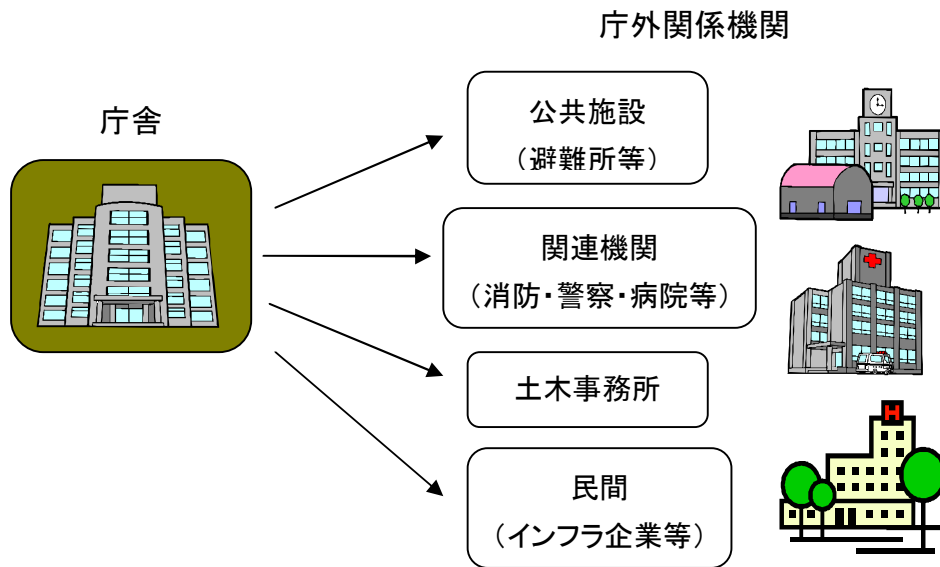 庁外関係機関
庁舎
公共施設
（避難所等）
関連機関
（消防・警察・病院等）
土木事務所
民間
（インフラ企業等）
H